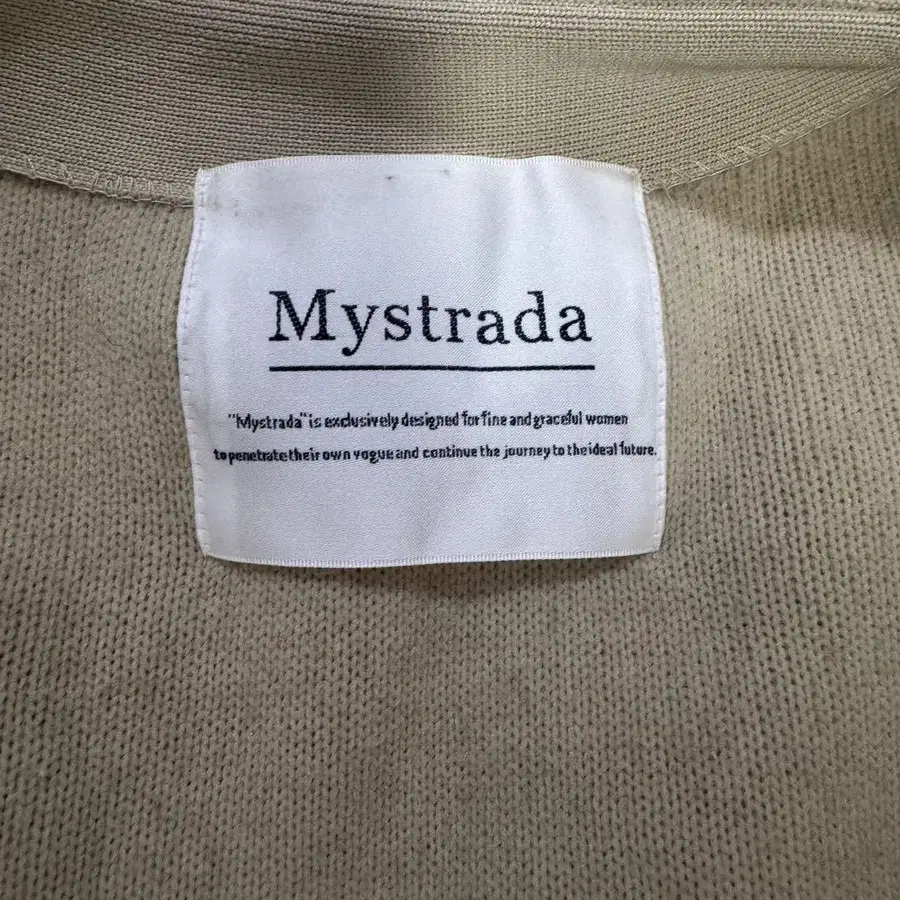 Mystrada
"Mystrada" is exclusively designed for fine and graceful women
to penetrate their own vogue and continue the journey to the ideal future.